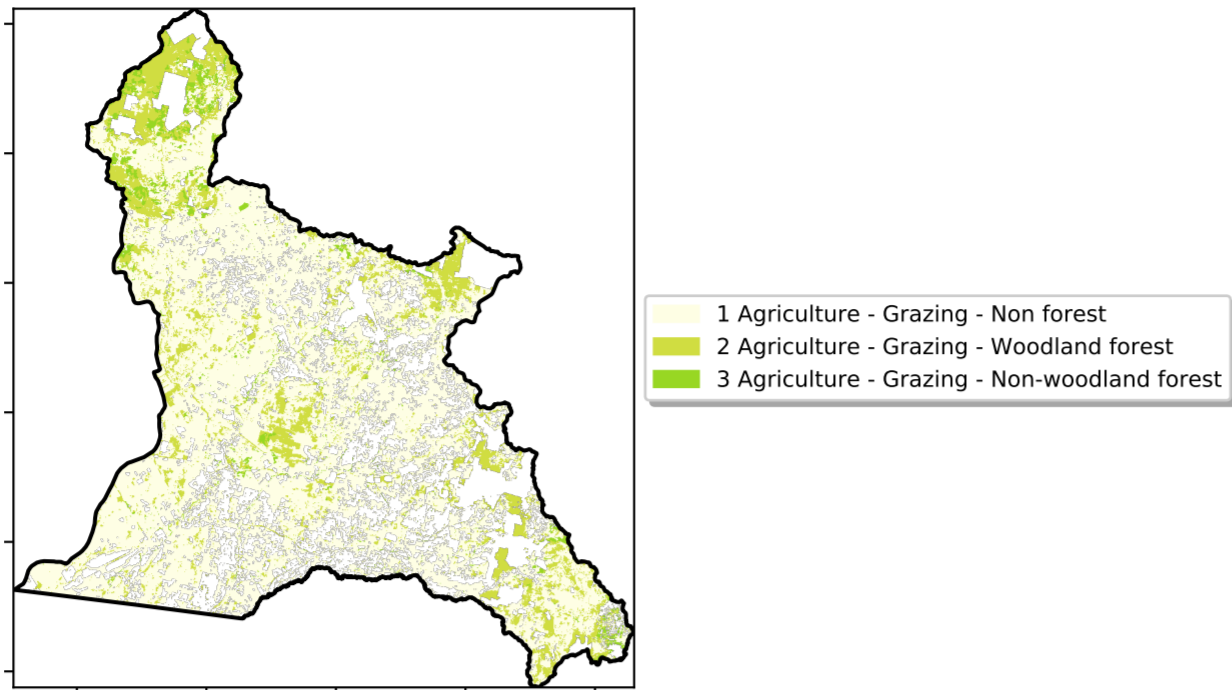 1 Agriculture - Grazing - Non forest
2 Agriculture - Grazing - Woodland forest
3 Agriculture - Grazing - Non-woodland forest